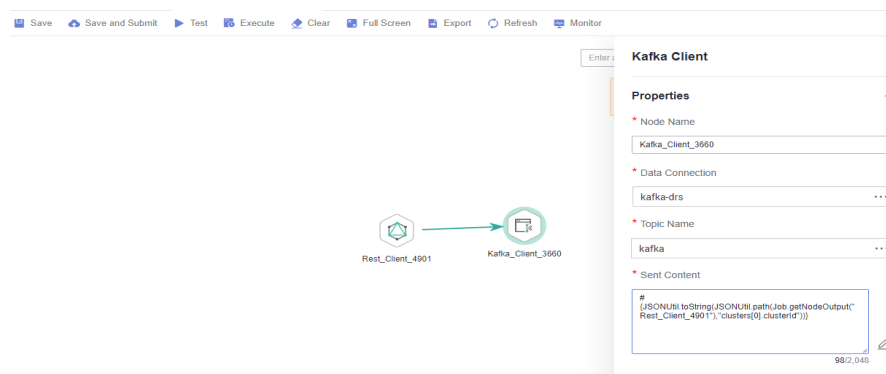 Save Save and Submit Test Execute Clear Full Screen Export Refresh Monitor
Enter
Kafka Client
Properties
* Node Name
Kafka_Client_3660
* Data Connection
kafka-drs ...
* Topic Name
kafka ...
* Sent Content
#
{JSONUtil.toString(JSONUtil.path(Job.getNodeOutput("
Rest_Client_4901"),"clusters[0].clusterId"))}
98/2,048
Rest_Client_4901
Kafka_Client_3660